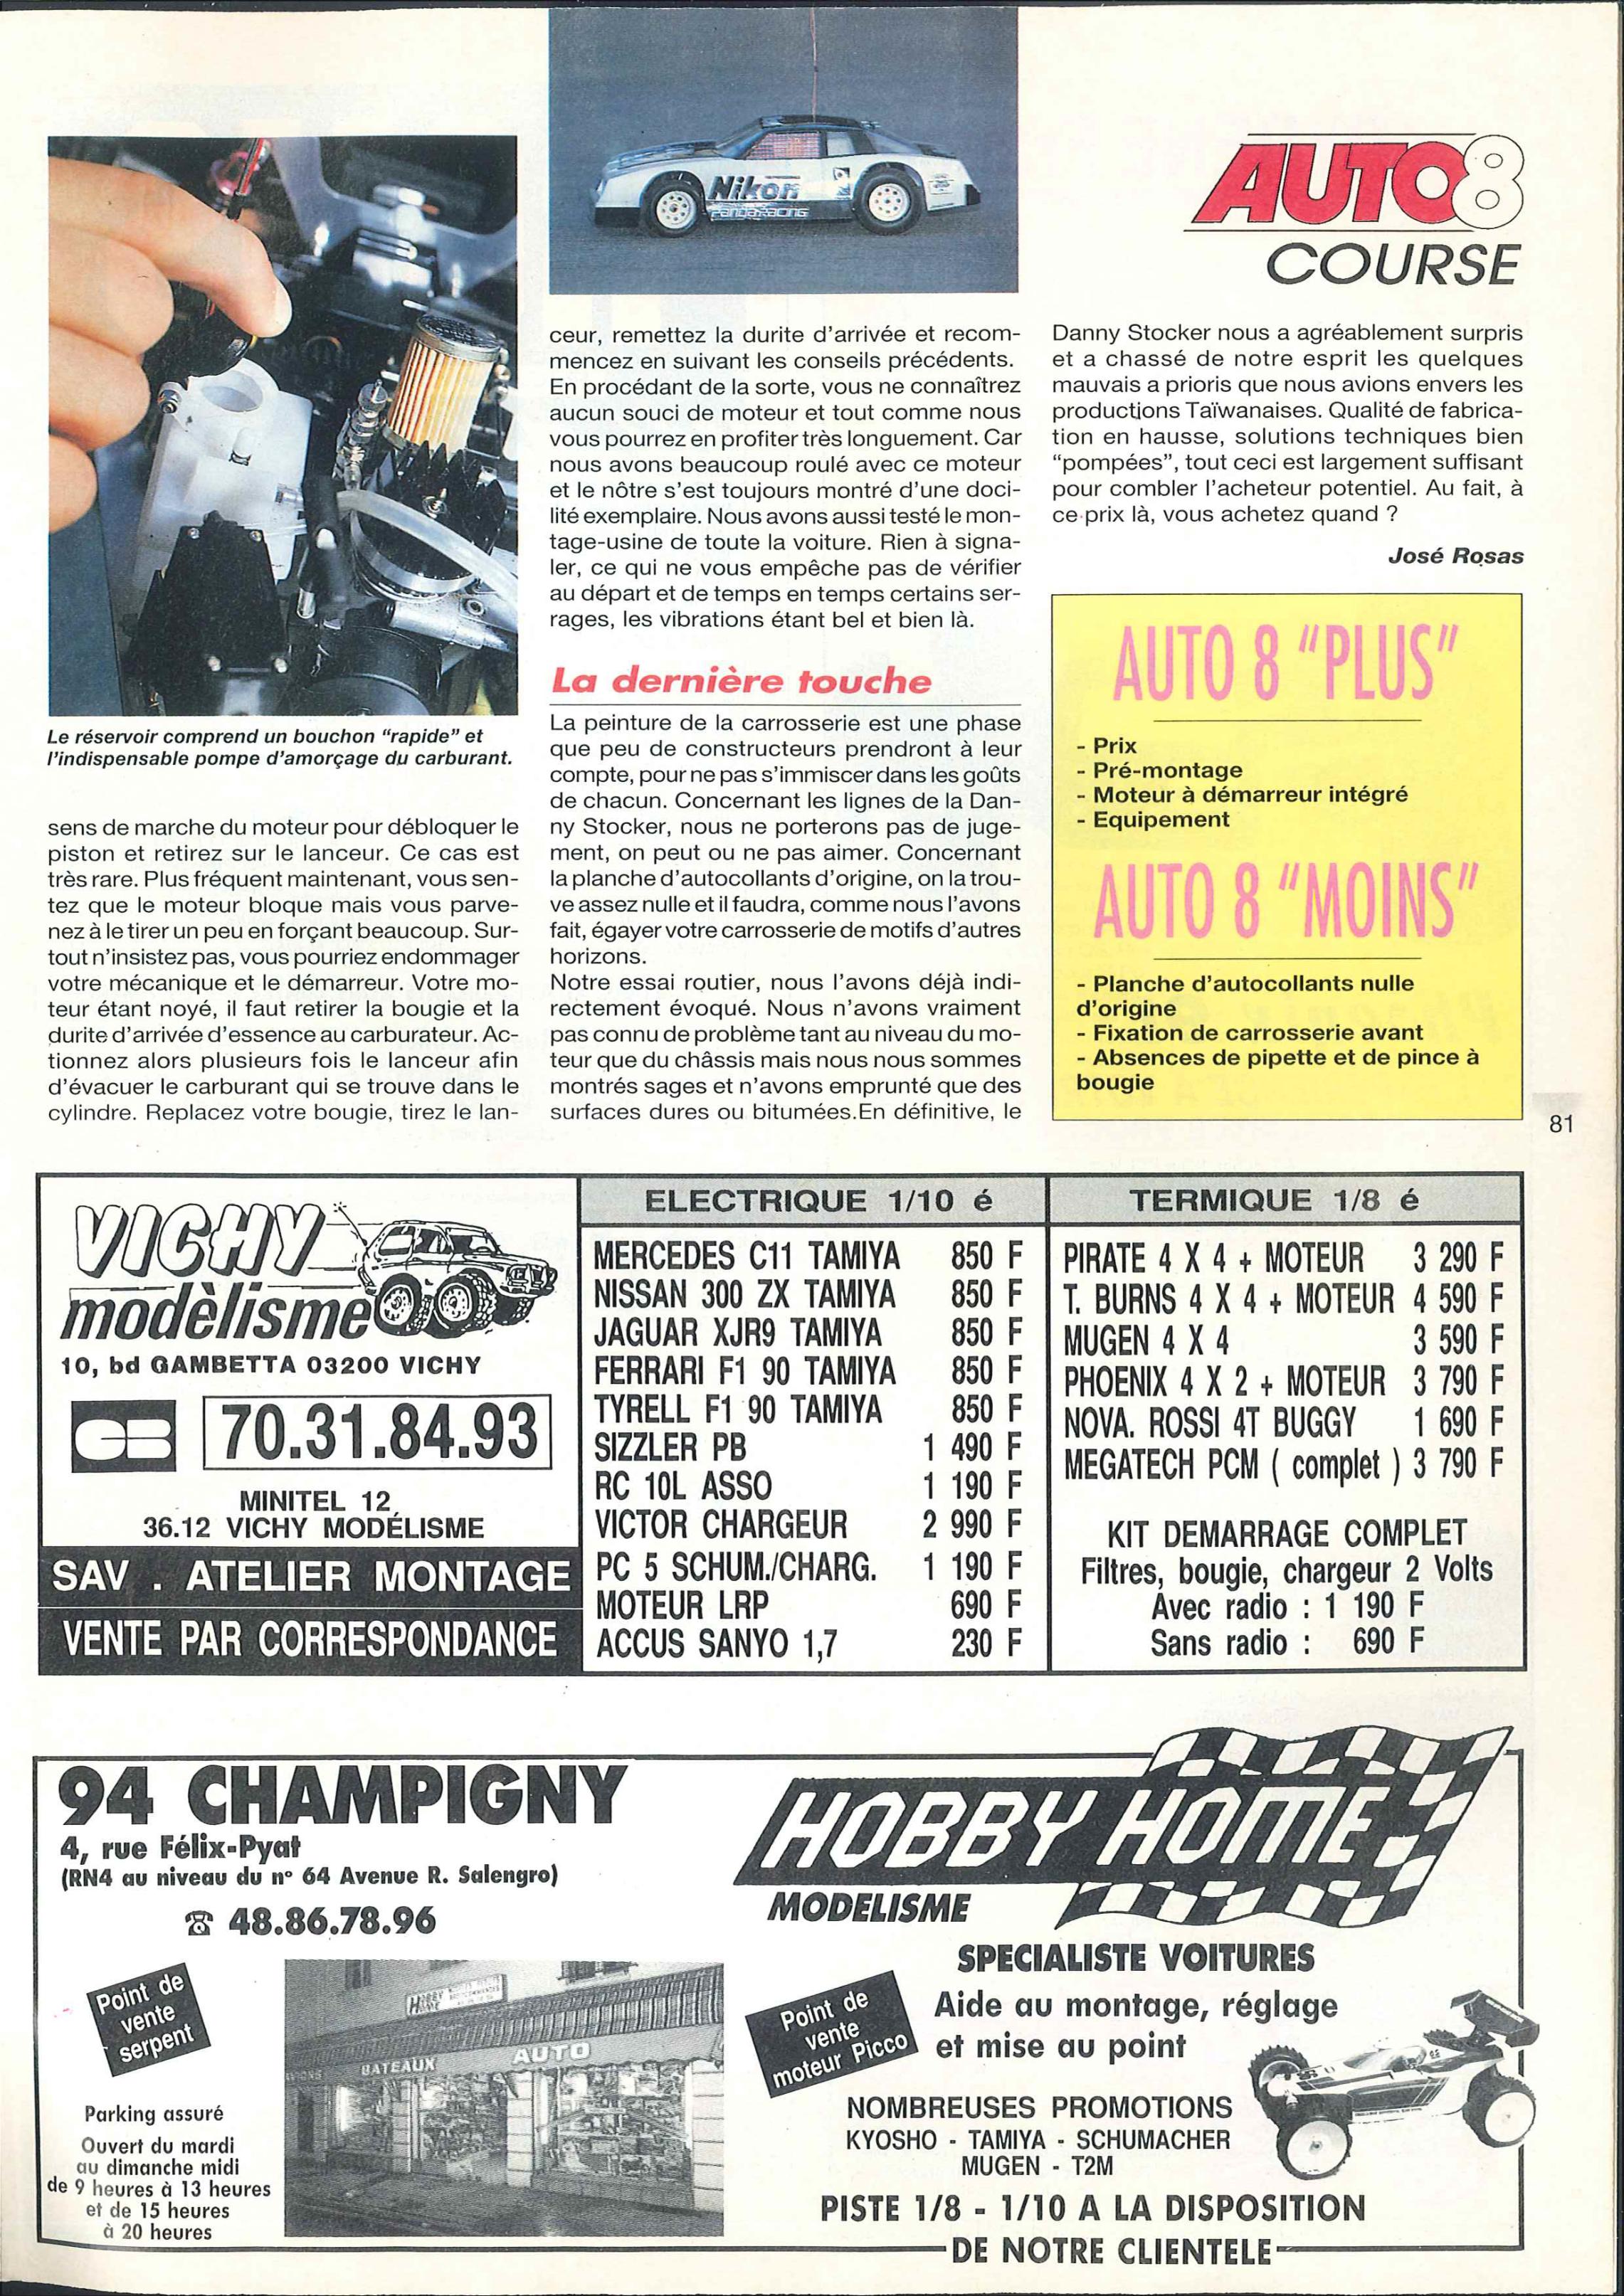 Nikon
PANDA RACING
AUTO8
COURSE
Le réservoir comprend un bouchon “rapide” et
l’indispensable pompe d’amorçage du carburant.
sens de marche du moteur pour débloquer le
piston et retirez sur le lanceur. Ce cas est
très rare. Plus fréquent maintenant, vous sen-
tez que le moteur bloque mais vous parve-
nez à le tirer un peu en forçant beaucoup. Sur-
tout n’insistez pas, vous pourriez endommager
votre mécanique et le démarreur. Votre mo-
teur étant noyé, il faut retirer la bougie et la
durite d’arrivée d’essence au carburateur. Ac-
tionnez alors plusieurs fois le lanceur afin
d’évacuer le carburant qui se trouve dans le
cylindre. Replacez votre bougie, tirez le lan-
ceur, remettez la durite d’arrivée et recom-
mencez en suivant les conseils précédents.
En procédant de la sorte, vous ne connaîtrez
aucun souci de moteur et tout comme nous
vous pourrez en profiter très longuement. Car
nous avons beaucoup roulé avec ce moteur
et le nôtre s’est toujours montré d’une doci-
lité exemplaire. Nous avons aussi testé le mon-
tage-usine de toute la voiture. Rien à signa-
ler, ce qui ne vous empêche pas de vérifier
au départ et de temps en temps certains ser-
rages, les vibrations étant bel et bien là.
La dernière touche
La peinture de la carrosserie est une phase
que peu de constructeurs prendront à leur
compte, pour ne pas s’immiscer dans les goûts
de chacun. Concernant les lignes de la Dan-
ny Stocker, nous ne porterons pas de juge-
ment, on peut ou ne pas aimer. Concernant
la planche d’autocollants d’origine, on la trou-
ve assez nulle et il faudra, comme nous l’avons
fait, égayer votre carrosserie de motifs d’autres
horizons.
Notre essai routier, nous l’avons déjà indi-
rectement évoqué. Nous n’avons vraiment
pas connu de problème tant au niveau du mo-
teur que du châssis mais nous nous sommes
montrés sages et n’avons emprunté que des
surfaces dures ou bitumées.En définitive, le
Danny Stocker nous a agréablement surpris
et a chassé de notre esprit les quelques
mauvais a prioris que nous avions envers les
productions Taïwanaises. Qualité de fabrica-
tion en hausse, solutions techniques bien
“pompées”, tout ceci est largement suffisant
pour combler l’acheteur potentiel. Au fait, à
ce prix là, vous achetez quand ?
José Rosas
AUTO 8 “PLUS”
- Prix
- Pré-montage
- Moteur à démarreur intégré
- Equipement
AUTO 8 “MOINS”
- Planche d’autocollants nulle
d’origine
- Fixation de carrosserie avant
- Absences de pipette et de pince à
bougie
81
VICHY
modèlisme
10, bd GAMBETTA 03200 VICHY
CB
70.31.84.93
MINITEL 12
36.12 VICHY MODÉLISME
SAV . ATELIER MONTAGE
VENTE PAR CORRESPONDANCE
ELECTRIQUE 1/10 é
MERCEDES C11 TAMIYA 850 F
NISSAN 300 ZX TAMIYA 850 F
JAGUAR XJR9 TAMIYA 850 F
FERRARI F1 90 TAMIYA 850 F
TYRELL F1 90 TAMIYA 850 F
SIZZLER PB 1 490 F
RC 10L ASSO 1 190 F
VICTOR CHARGEUR 2 990 F
PC 5 SCHUM./CHARG. 1 190 F
MOTEUR LRP 690 F
ACCUS SANYO 1,7 230 F
TERMIQUE 1/8 é
PIRATE 4 X 4 + MOTEUR 3 290 F
T. BURNS 4 X 4 + MOTEUR 4 590 F
MUGEN 4 X 4 3 590 F
PHOENIX 4 X 2 + MOTEUR 3 790 F
NOVA. ROSSI 4T BUGGY 1 690 F
MEGATECH PCM ( complet ) 3 790 F
KIT DEMARRAGE COMPLET
Filtres, bougie, chargeur 2 Volts
Avec radio : 1 190 F
Sans radio : 690 F
94 CHAMPIGNY
4, rue Félix-Pyat
(RN4 au niveau du n° 64 Avenue R. Salengro)
☎ 48.86.78.96
Point de
vente
serpent
Parking assuré
Ouvert du mardi
au dimanche midi
de 9 heures à 13 heures
et de 15 heures
à 20 heures
HOBBY
HOME
BATEAUX
AUTO
HOBBY HOME
MODELISME
SPECIALISTE VOITURES
Aide au montage, réglage
et mise au point
Point de
vente
moteur Picco
NOMBREUSES PROMOTIONS
KYOSHO - TAMIYA - SCHUMACHER
MUGEN - T2M
PISTE 1/8 - 1/10 A LA DISPOSITION
DE NOTRE CLIENTELE